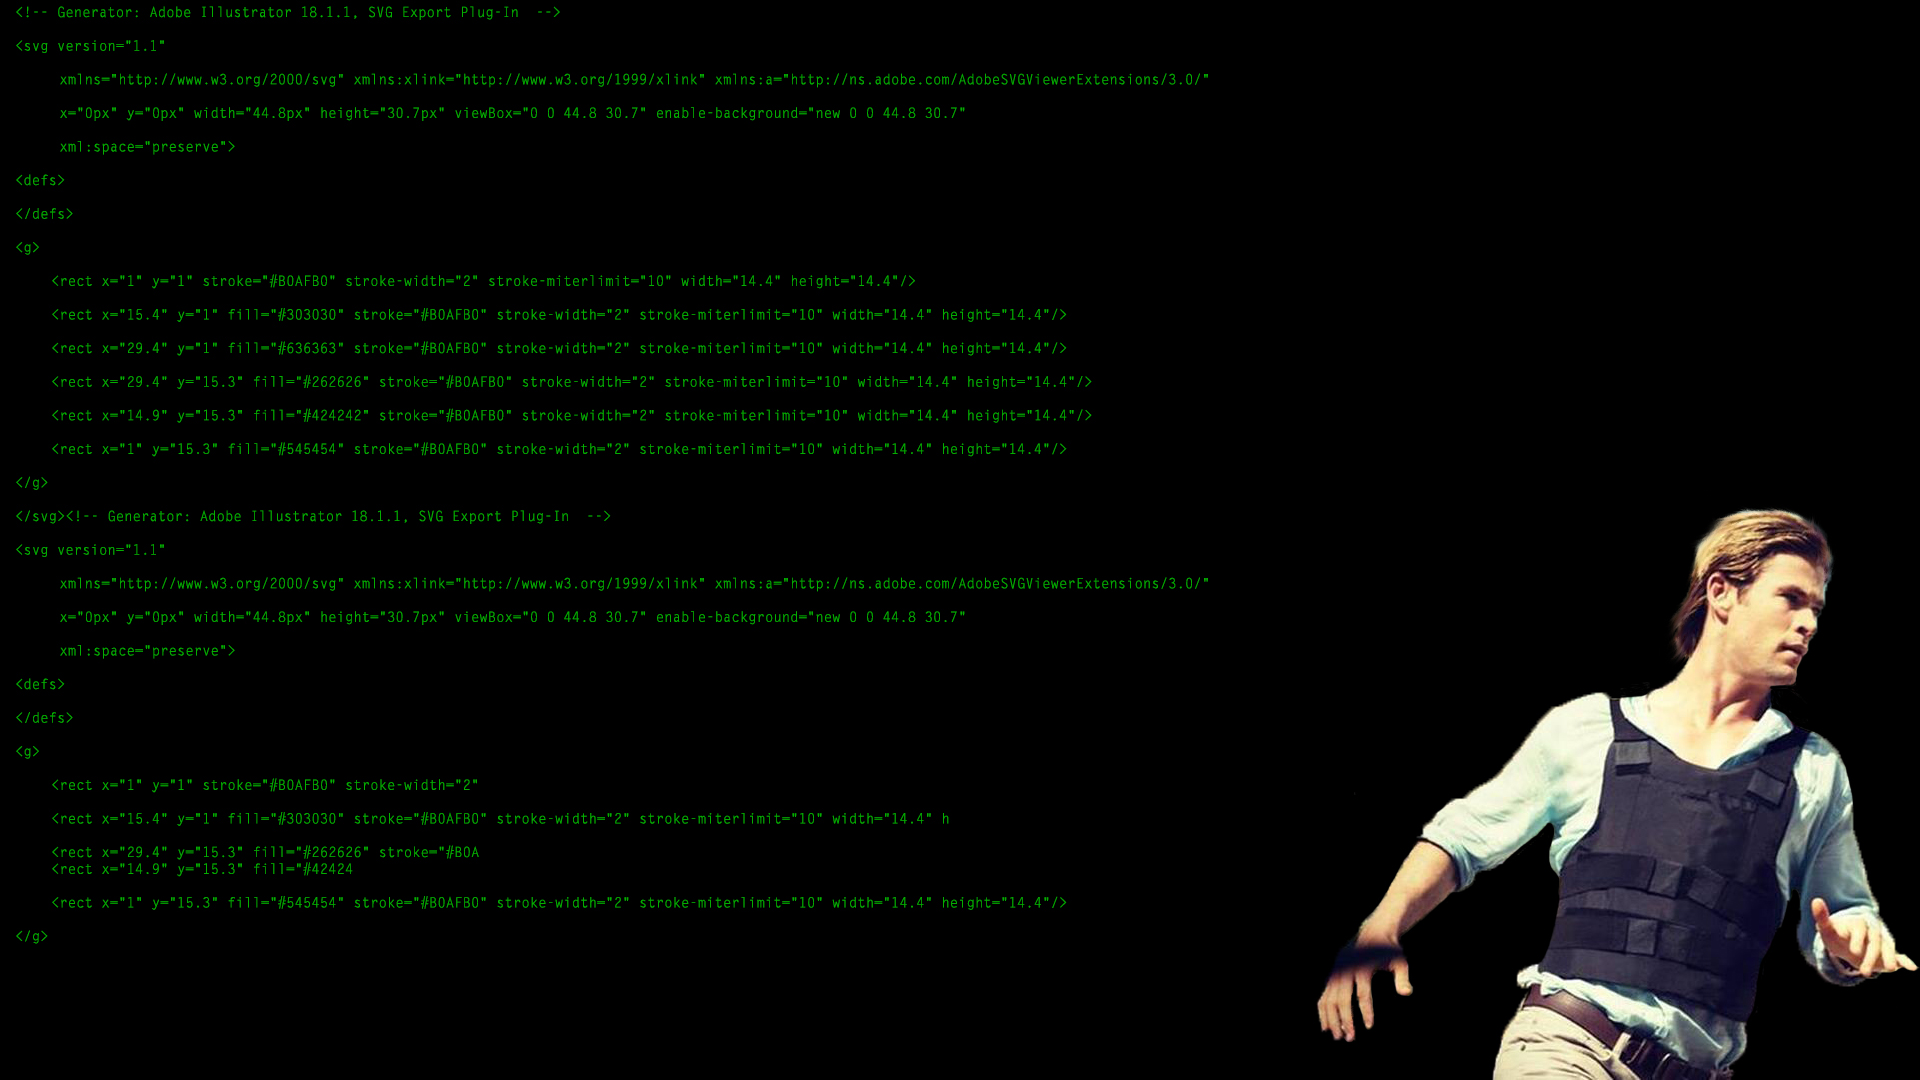 <!-- Generator: Adobe Illustrator 18.1.1, SVG Export Plug-In  -->
<svg version="1.1"
xmlns="http://www.w3.org/2000/svg" xmlns:xlink="http://www.w3.org/1999/xlink" xmlns:a="http://ns.adobe.com/AdobeSVGViewerExtensions/3.0/"
x="0px" y="0px" width="44.8px" height="30.7px" viewBox="0 0 44.8 30.7" enable-background="new 0 0 44.8 30.7"
xml:space="preserve">
<defs>
</defs>
<g>
<rect x="1" y="1" stroke="#B0AFB0" stroke-width="2" stroke-miterlimit="10" width="14.4" height="14.4"/>
<rect x="15.4" y="1" fill="#303030" stroke="#B0AFB0" stroke-width="2" stroke-miterlimit="10" width="14.4" height="14.4"/>
<rect x="29.4" y="1" fill="#636363" stroke="#B0AFB0" stroke-width="2" stroke-miterlimit="10" width="14.4" height="14.4"/>
<rect x="29.4" y="15.3" fill="#262626" stroke="#B0AFB0" stroke-width="2" stroke-miterlimit="10" width="14.4" height="14.4"/>
<rect x="14.9" y="15.3" fill="#424242" stroke="#B0AFB0" stroke-width="2" stroke-miterlimit="10" width="14.4" height="14.4"/>
<rect x="1" y="15.3" fill="#545454" stroke="#B0AFB0" stroke-width="2" stroke-miterlimit="10" width="14.4" height="14.4"/>
</g>
</svg><!-- Generator: Adobe Illustrator 18.1.1, SVG Export Plug-In  -->
<svg version="1.1"
xmlns="http://www.w3.org/2000/svg" xmlns:xlink="http://www.w3.org/1999/xlink" xmlns:a="http://ns.adobe.com/AdobeSVGViewerExtensions/3.0/"
x="0px" y="0px" width="44.8px" height="30.7px" viewBox="0 0 44.8 30.7" enable-background="new 0 0 44.8 30.7"
xml:space="preserve">
<defs>
</defs>
<g>
<rect x="1" y="1" stroke="#B0AFB0" stroke-width="2"
<rect x="15.4" y="1" fill="#303030" stroke="#B0AFB0" stroke-width="2" stroke-miterlimit="10" width="14.4" h
<rect x="29.4" y="15.3" fill="#262626" stroke="#B0A
<rect x="14.9" y="15.3" fill="#42424
<rect x="1" y="15.3" fill="#545454" stroke="#B0AFB0" stroke-width="2" stroke-miterlimit="10" width="14.4" height="14.4"/>
</g>